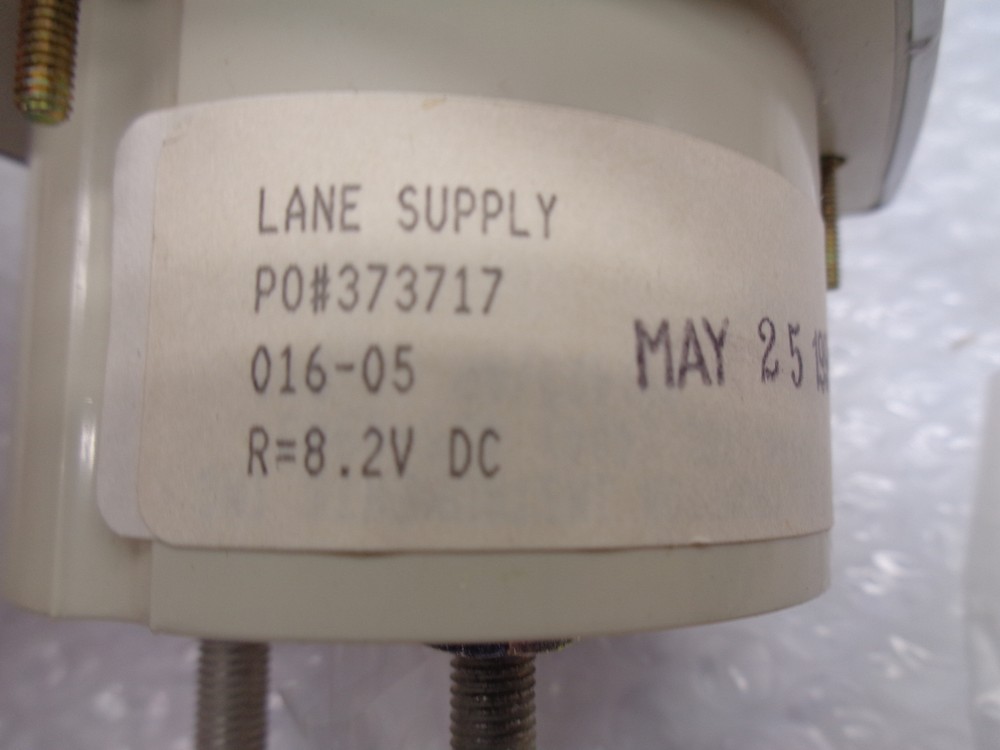 LANE SUPPLY
PO#373717
016-05
R=8.2V DC
MAY 25